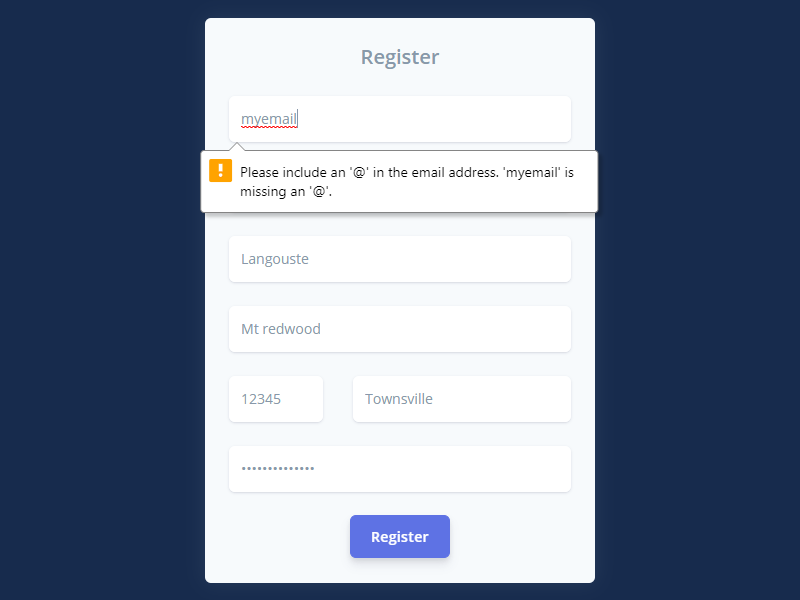 Register
myemail
Please include an '@' in the email address. 'myemail' is
missing an '@'.
Langouste
Mt redwood
12345
Townsville
••••••••••••••
Register